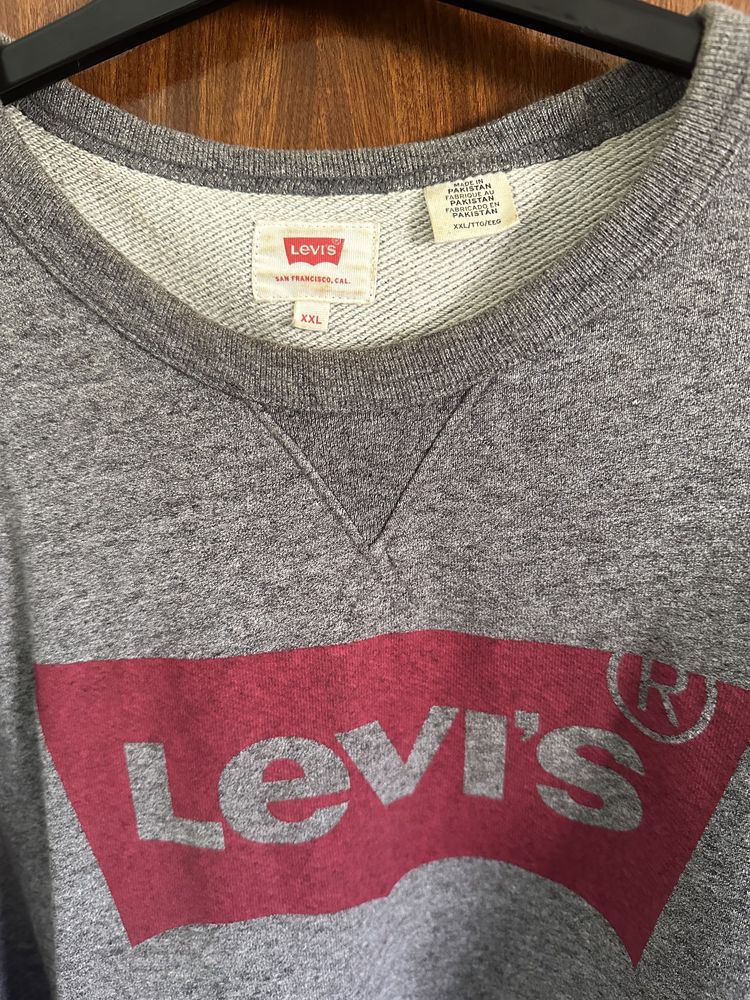 MADE IN
PAKISTAN
FABRIQUE AU
PAKISTAN
FABRICADO EN
PAKISTAN
XXL/TTG/EEG
LEVI'S®
SAN FRANCISCO, CAL.
XXL
LEVI'S®